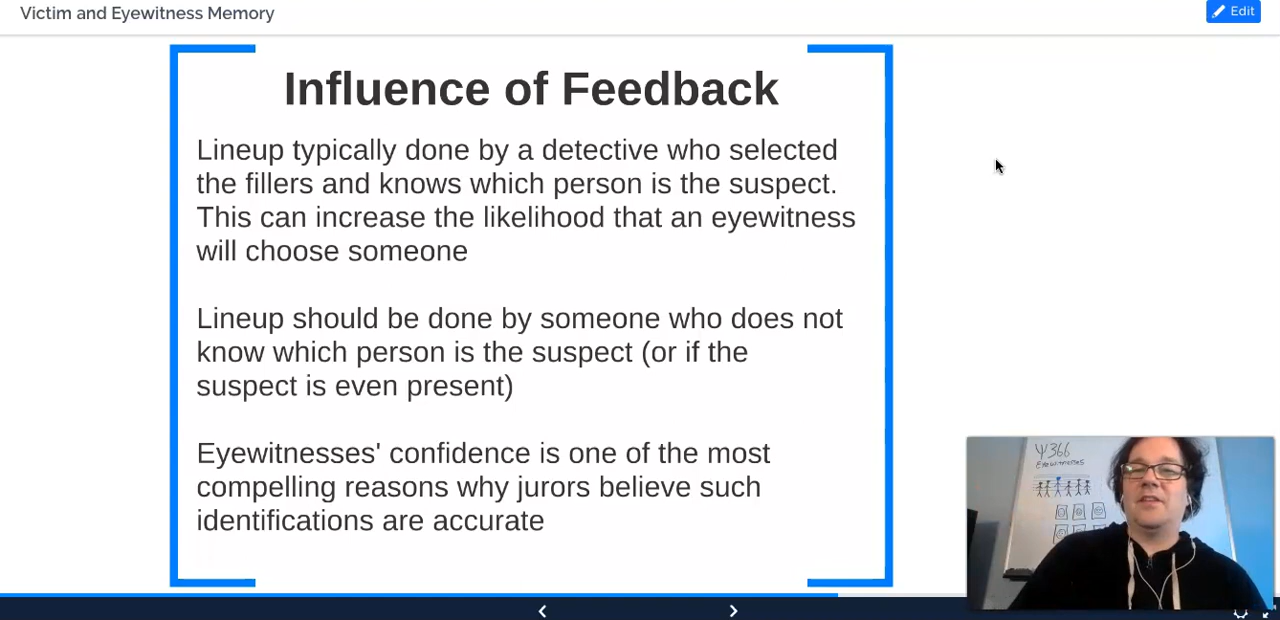 Victim and Eyewitness Memory
Edit
Influence of Feedback
Lineup typically done by a detective who selected
the fillers and knows which person is the suspect.
This can increase the likelihood that an eyewitness
will choose someone
Lineup should be done by someone who does not
know which person is the suspect (or if the
suspect is even present)
Eyewitnesses' confidence is one of the most
compelling reasons why jurors believe such
identifications are accurate
Ψ366
Eyewitnesses